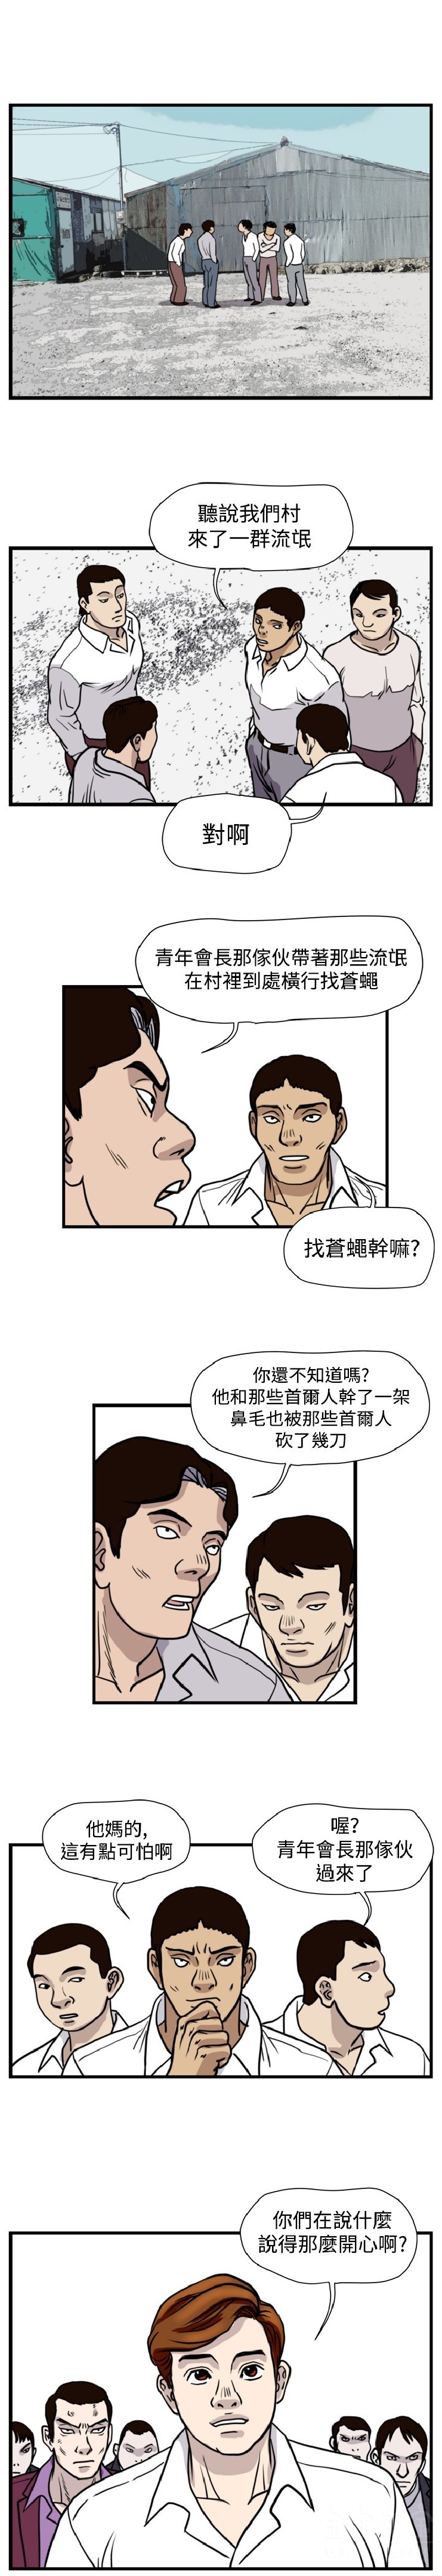 聽說我們村
來了一群流氓
對啊
青年會長那傢伙帶著那些流氓
在村裡到處橫行找蒼蠅
找蒼蠅幹嘛?
你還不知道嗎?
他和那些首爾人幹了一架
鼻毛也被那些首爾人
砍了幾刀
他媽的,
這有點可怕啊
喔?
青年會長那傢伙
過來了
你們在說什麼
說得那麼開心啊?